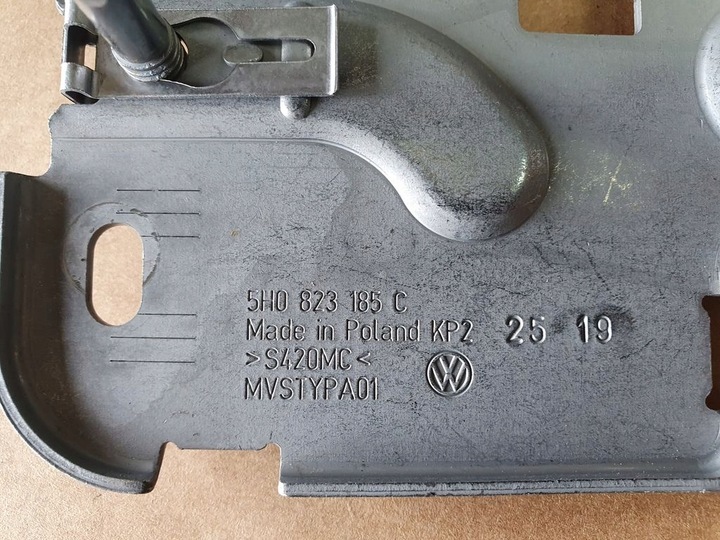 5H0 823 185 C
Made in Poland KP2 25 19
>S420MC<
MVSTYPA01